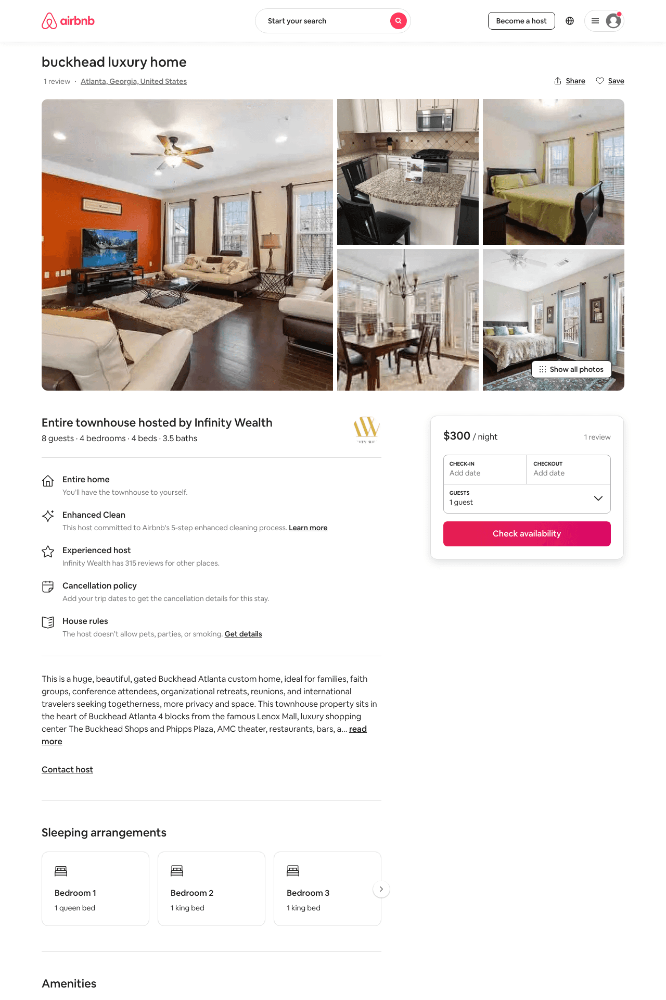 airbnb
Start your search
Become a host
buckhead luxury home
1 review · Atlanta, Georgia, United States
Share
Save
Show all photos
Entire townhouse hosted by Infinity Wealth
8 guests · 4 bedrooms · 4 beds · 3.5 baths
$300 / night
1 review
CHECK-IN
Add date
CHECKOUT
Add date
GUESTS
1 guest
Check availability
Entire home
You'll have the townhouse to yourself.
Enhanced Clean
This host committed to Airbnb's 5-step enhanced cleaning process. Learn more
Experienced host
Infinity Wealth has 315 reviews for other places.
Cancellation policy
Add your trip dates to get the cancellation details for this stay.
House rules
The host doesn't allow pets, parties, or smoking. Get details
This is a huge, beautiful, gated Buckhead Atlanta custom home, ideal for families, faith
groups, conference attendees, organizational retreats, reunions, and international
travelers seeking togetherness, more privacy and space. This townhouse property sits in
the heart of Buckhead Atlanta 4 blocks from the famous Lenox Mall, luxury shopping
center The Buckhead Shops and Phipps Plaza, AMC theater, restaurants, bars, a... read
more
Contact host
Sleeping arrangements
Bedroom 1
1 queen bed
Bedroom 2
1 king bed
Bedroom 3
1 king bed
Amenities